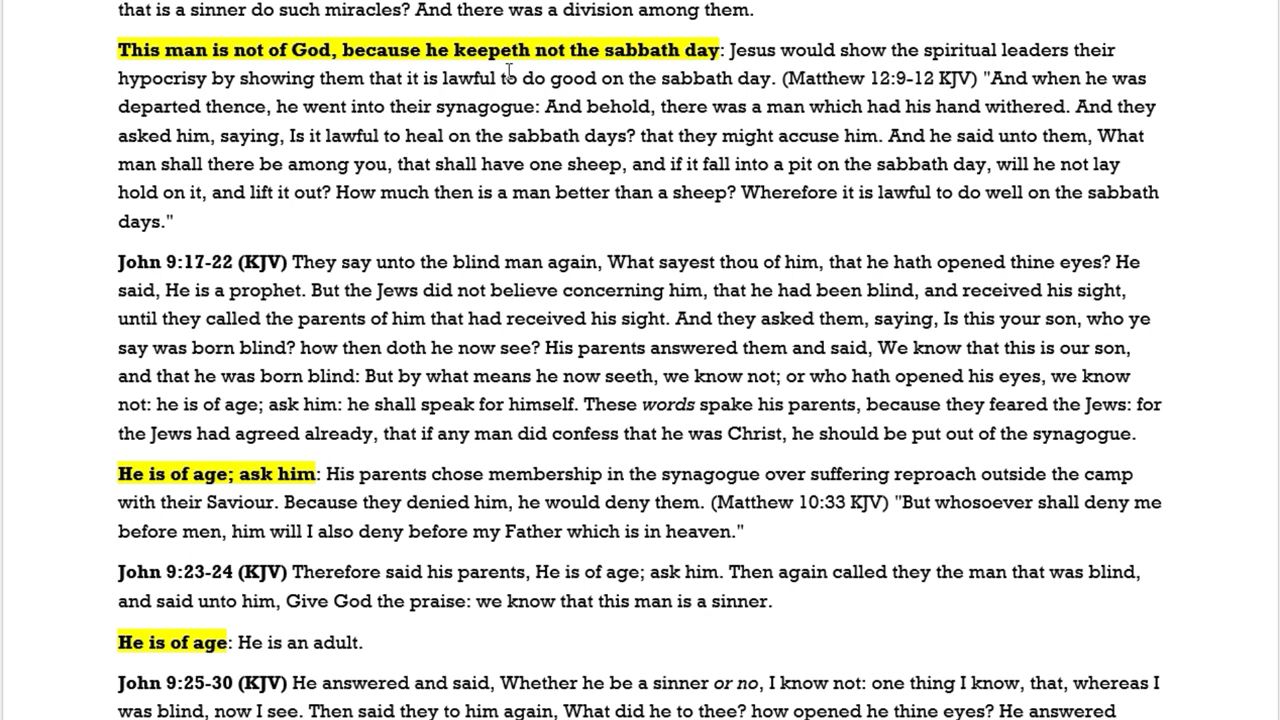 that is a sinner do such miracles? And there was a division among them.
This man is not of God, because he keepeth not the sabbath day: Jesus would show the spiritual leaders their
hypocrisy by showing them that it is lawful to do good on the sabbath day. (Matthew 12:9-12 KJV) "And when he was
departed thence, he went into their synagogue: And behold, there was a man which had his hand withered. And they
asked him, saying, Is it lawful to heal on the sabbath days? that they might accuse him. And he said unto them, What
man shall there be among you, that shall have one sheep, and if it fall into a pit on the sabbath day, will he not lay
hold on it, and lift it out? How much then is a man better than a sheep? Wherefore it is lawful to do well on the sabbath
days."
John 9:17-22 (KJV) They say unto the blind man again, What sayest thou of him, that he hath opened thine eyes? He
said, He is a prophet. But the Jews did not believe concerning him, that he had been blind, and received his sight,
until they called the parents of him that had received his sight. And they asked them, saying, Is this your son, who ye
say was born blind? how then doth he now see? His parents answered them and said, We know that this is our son,
and that he was born blind: But by what means he now seeth, we know not; or who hath opened his eyes, we know
not: he is of age; ask him: he shall speak for himself. These words spake his parents, because they feared the Jews: for
the Jews had agreed already, that if any man did confess that he was Christ, he should be put out of the synagogue.
He is of age; ask him: His parents chose membership in the synagogue over suffering reproach outside the camp
with their Saviour. Because they denied him, he would deny them. (Matthew 10:33 KJV) "But whosoever shall deny me
before men, him will I also deny before my Father which is in heaven."
John 9:23-24 (KJV) Therefore said his parents, He is of age; ask him. Then again called they the man that was blind,
and said unto him, Give God the praise: we know that this man is a sinner.
He is of age: He is an adult.
John 9:25-30 (KJV) He answered and said, Whether he be a sinner or no, I know not: one thing I know, that, whereas I
was blind, now I see. Then said they to him again, What did he to thee? how opened he thine eyes? He answered